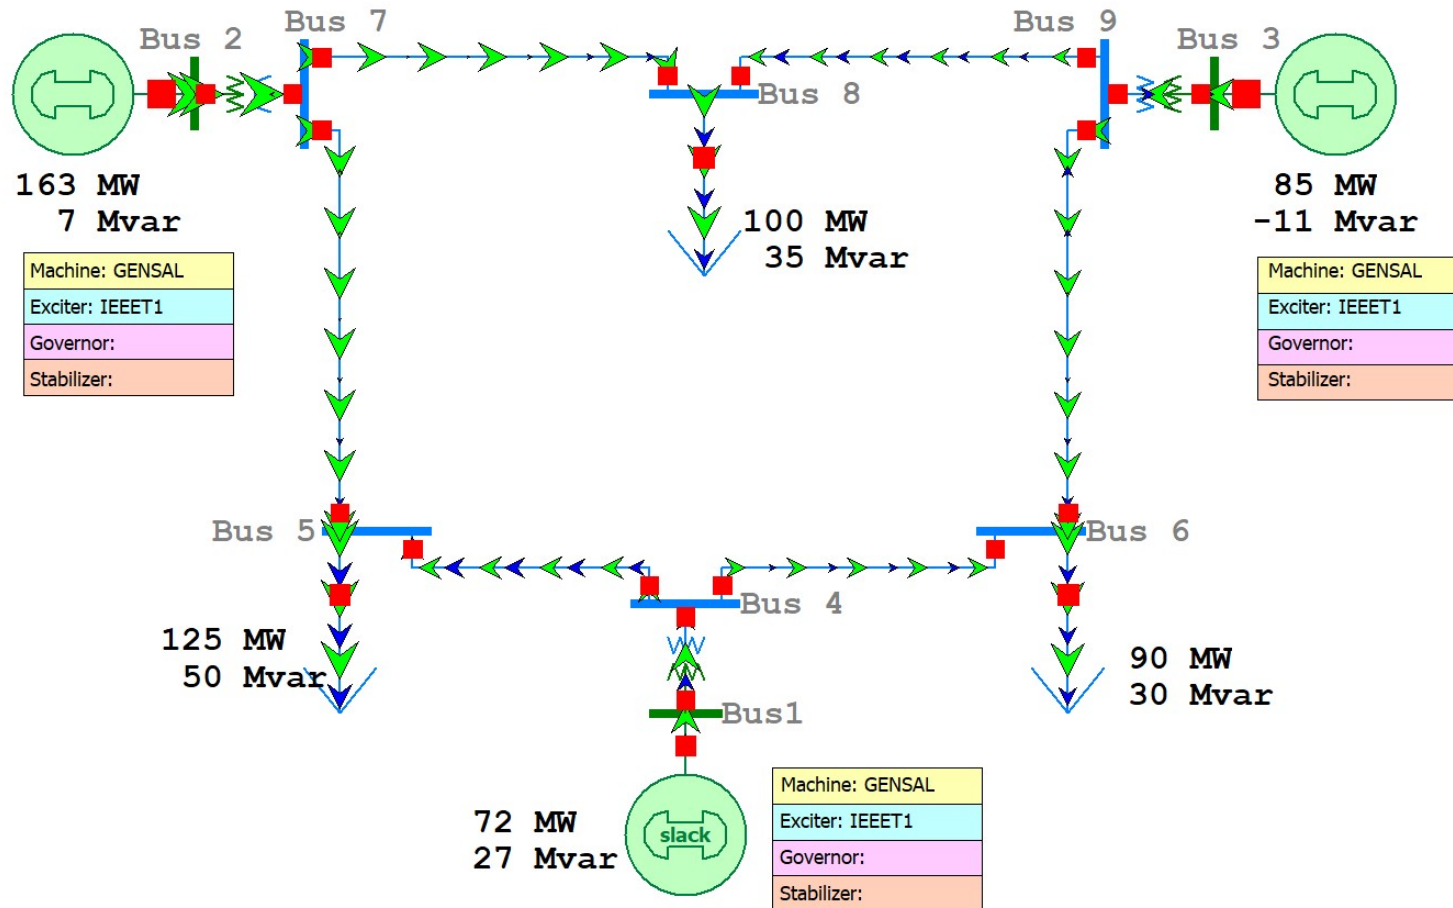 Bus 2
Bus 7
Bus 9
Bus 3
Bus 8
163 MW
7 Mvar
100 MW
35 Mvar
85 MW
-11 Mvar
Machine: GENSAL
Exciter: IEEET1
Governor:
Stabilizer:
Machine: GENSAL
Exciter: IEEET1
Governor:
Stabilizer:
Bus 5
Bus 6
Bus 4
125 MW
50 Mvar
90 MW
30 Mvar
Bus1
72 MW
27 Mvar
slack
Machine: GENSAL
Exciter: IEEET1
Governor:
Stabilizer: